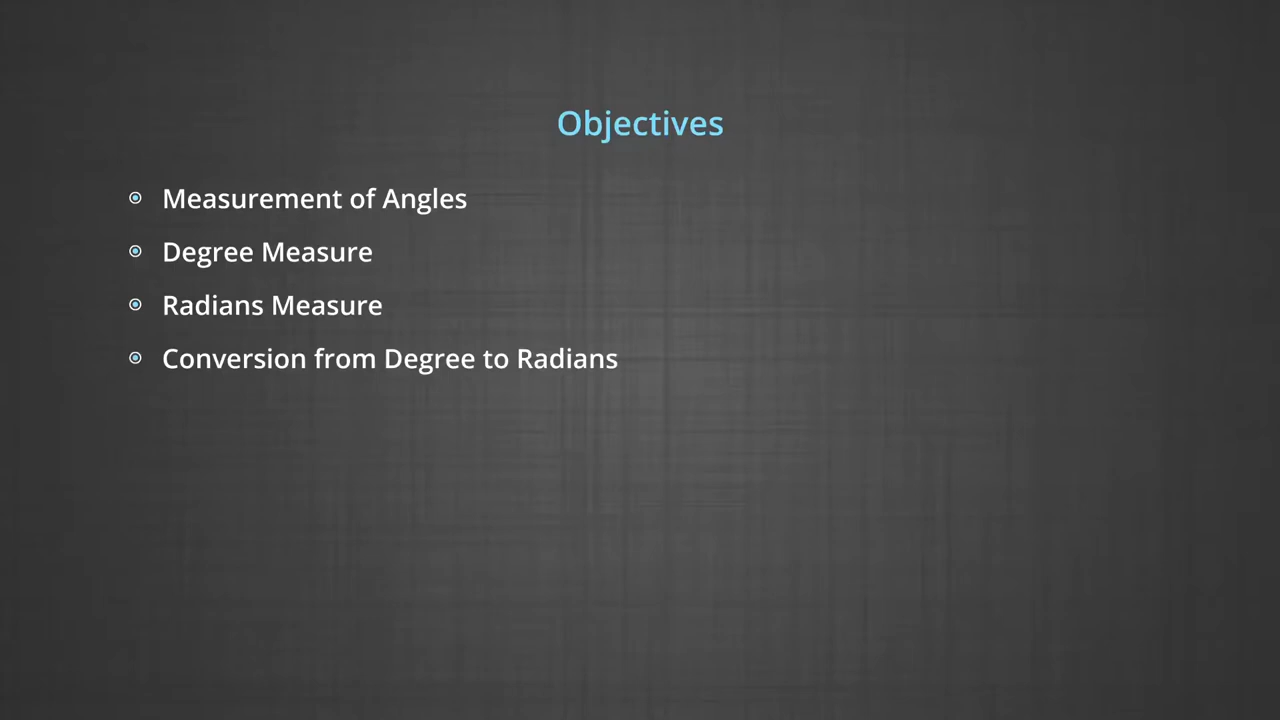 Objectives
Measurement of Angles
Degree Measure
Radians Measure
Conversion from Degree to Radians